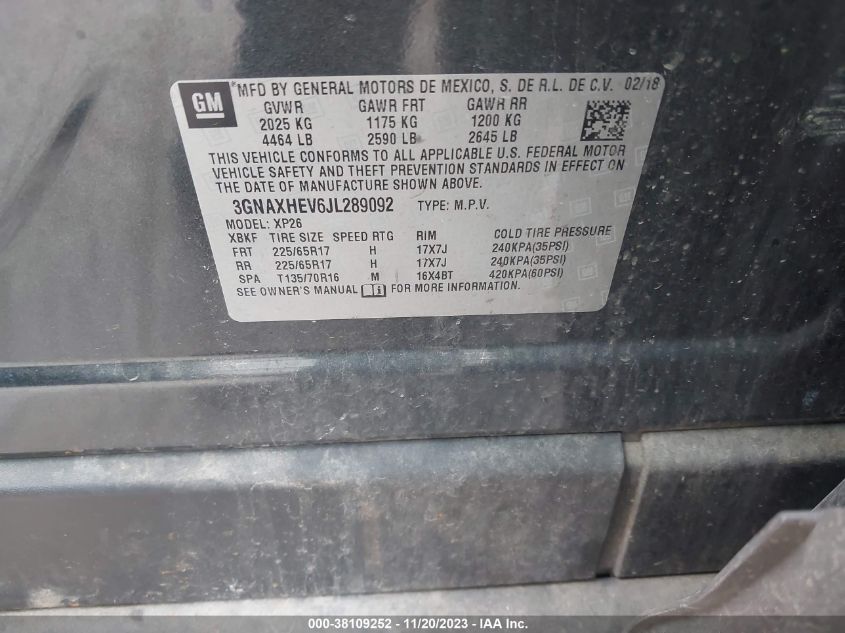 GM
*MFD BY GENERAL MOTORS DE MEXICO, S. DE R.L. DE C.V. 02/18
GVWR GAWR FRT GAWR RR
2025 KG 1175 KG 1200 KG
4464 LB 2590 LB 2645 LB
THIS VEHICLE CONFORMS TO ALL APPLICABLE U.S. FEDERAL MOTOR
VEHICLE SAFETY AND THEFT PREVENTION STANDARDS IN EFFECT ON
THE DATE OF MANUFACTURE SHOWN ABOVE.
3GNAXHEV6JL289092 TYPE: M.P.V.
MODEL: XP26
XBKF TIRE SIZE SPEED RTG RIM COLD TIRE PRESSURE
FRT 225/65R17 H 17X7J 240KPA(35PSI)
RR 225/65R17 H 17X7J 240KPA(35PSI)
SPA T135/70R16 M 16X4BT 420KPA(60PSI)
SEE OWNER'S MANUAL FOR MORE INFORMATION.
000-38109252 - 11/20/2023 - IAA, Inc.